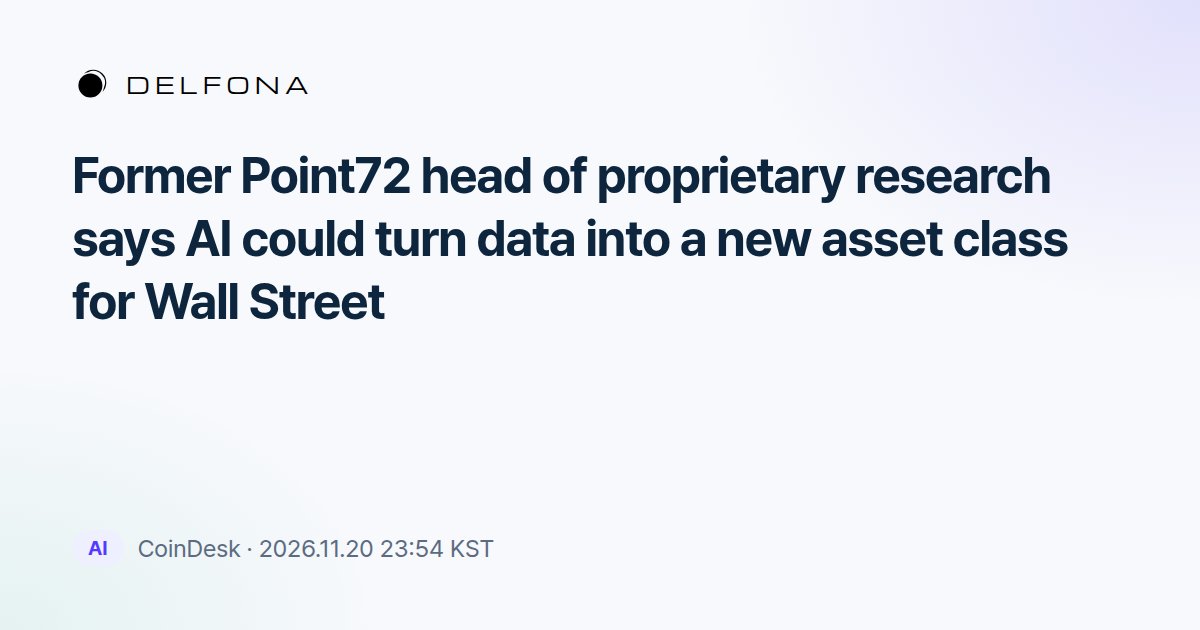 DELFONA
Former Point72 head of proprietary research
says AI could turn data into a new asset class
for Wall Street
AI CoinDesk · 2026.11.20 23:54 KST